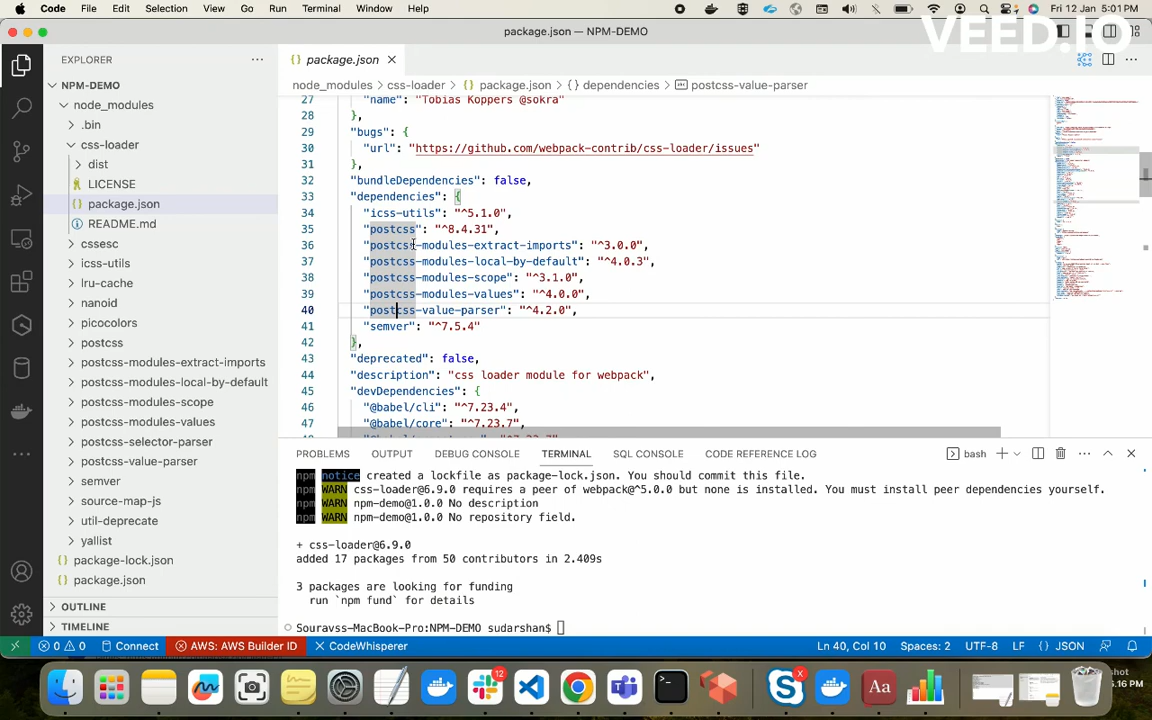 Code File Edit Selection View Go Run Terminal Window Help Fri 12 Jan 5:01 PM
package.json — NPM-DEMO
VEED.IO
EXPLORER
package.json
NPM-DEMO
node_modules > css-loader > package.json > {} dependencies > postcss-value-parser
node_modules
.bin
css-loader
dist
LICENSE
package.json
README.md
cssesc
icss-utils
lru-cache
nanoid
picocolors
postcss
postcss-modules-extract-imports
postcss-modules-local-by-default
postcss-modules-scope
postcss-modules-values
postcss-selector-parser
postcss-value-parser
semver
source-map-js
util-deprecate
yallist
package-lock.json
package.json
OUTLINE
TIMELINE
27 "name": "Tobias Koppers @sokra"
28 },
29 "bugs": {
30 "url": "https://github.com/webpack-contrib/css-loader/issues"
31 },
32 "bundleDependencies": false,
33 "dependencies": {
34 "icss-utils": "^5.1.0",
35 "postcss": "^8.4.31",
36 "postcss-modules-extract-imports": "^3.0.0",
37 "postcss-modules-local-by-default": "^4.0.3",
38 "postcss-modules-scope": "^3.1.0",
39 "postcss-modules-values": "^4.0.0",
40 "postcss-value-parser": "^4.2.0",
41 "semver": "^7.5.4"
42 },
43 "deprecated": false,
44 "description": "css loader module for webpack",
45 "devDependencies": {
46 "@babel/cli": "^7.23.4",
47 "@babel/core": "^7.23.7",
PROBLEMS OUTPUT DEBUG CONSOLE TERMINAL SQL CONSOLE CODE REFERENCE LOG bash
npm notice created a lockfile as package-lock.json. You should commit this file.
npm WARN css-loader@6.9.0 requires a peer of webpack@^5.0.0 but none is installed. You must install peer dependencies yourself.
npm WARN npm-demo@1.0.0 No description
npm WARN npm-demo@1.0.0 No repository field.
+ css-loader@6.9.0
added 17 packages from 50 contributors in 2.409s
3 packages are looking for funding
run `npm fund` for details
Souravss-MacBook-Pro:NPM-DEMO sudarshan$
0 0 Connect AWS: AWS Builder ID CodeWhisperer Ln 40, Col 10 Spaces: 2 UTF-8 LF {} JSON
12